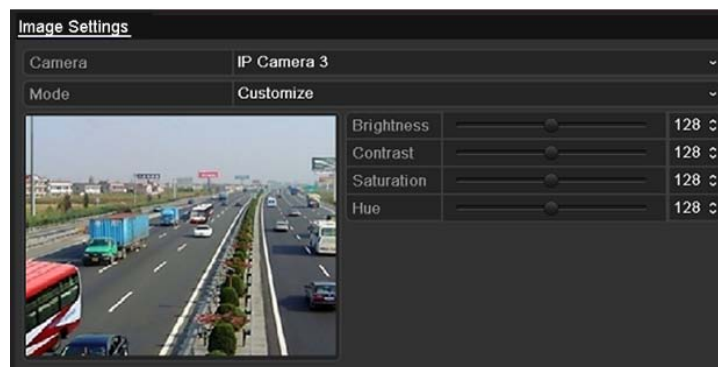 Image Settings
Camera IP Camera 3
Mode Customize
Brightness 128
Contrast 128
Saturation 128
Hue 128